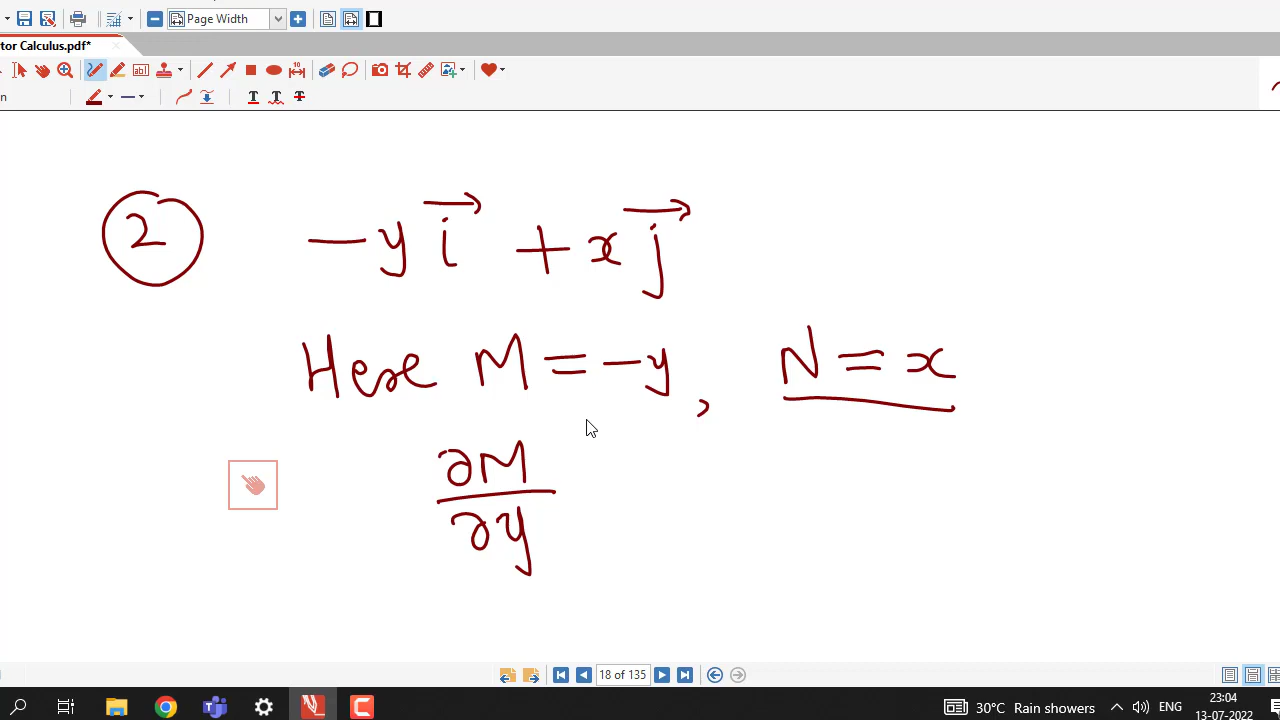 Page Width
tor Calculus.pdf*
10
n
T T T
② −y i⃗ + x j⃗
Here M = −y , N = x
∂M
∂y
18 of 135
30°C Rain showers ENG 23:04
13-07-2022